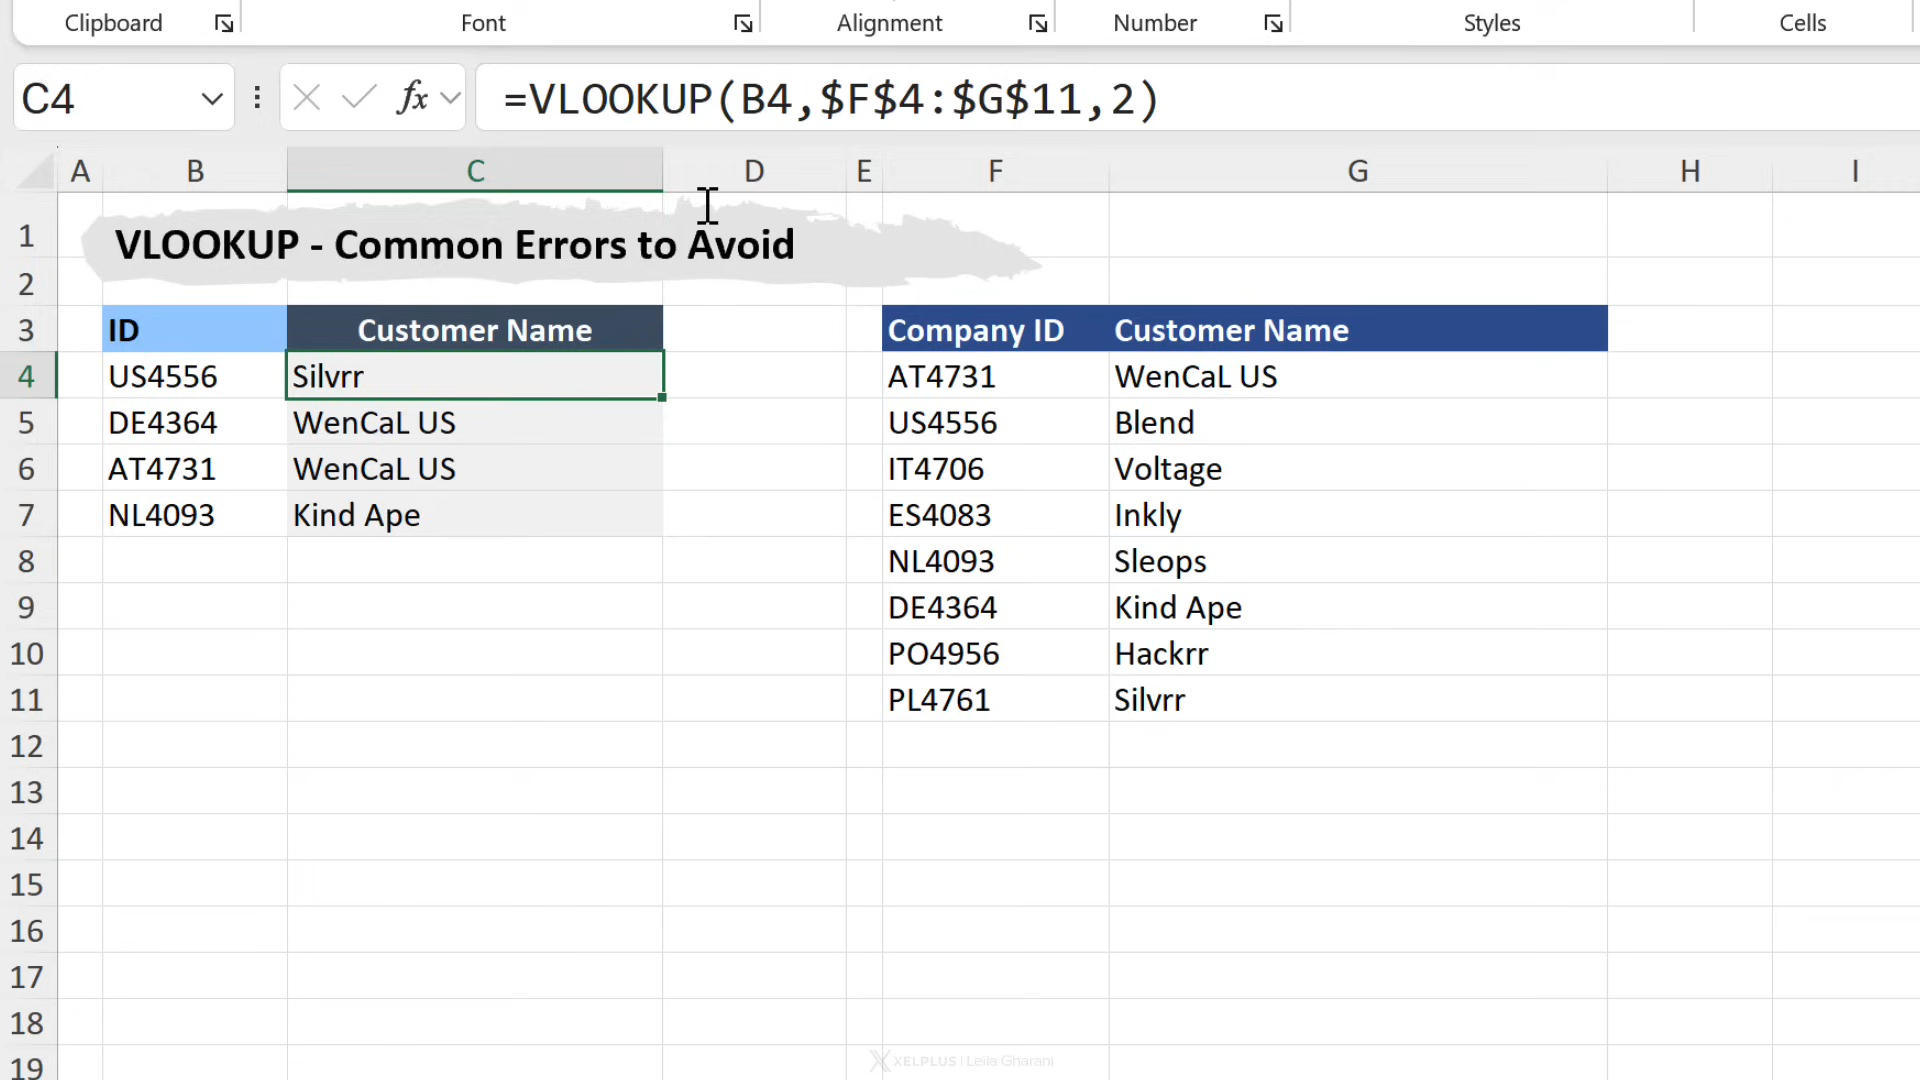 Clipboard Font Alignment Number Styles Cells
C4 fx =VLOOKUP(B4,$F$4:$G$11,2)
A B C D E F G H I
1 VLOOKUP - Common Errors to Avoid
2
3 ID Customer Name Company ID Customer Name
4 US4556 Silvrr AT4731 WenCaL US
5 DE4364 WenCaL US US4556 Blend
6 AT4731 WenCaL US IT4706 Voltage
7 NL4093 Kind Ape ES4083 Inkly
8 NL4093 Sleops
9 DE4364 Kind Ape
10 PO4956 Hackrr
11 PL4761 Silvrr
12
13
14
15
16
17
18
19
XELPLUS | Leila Gharani